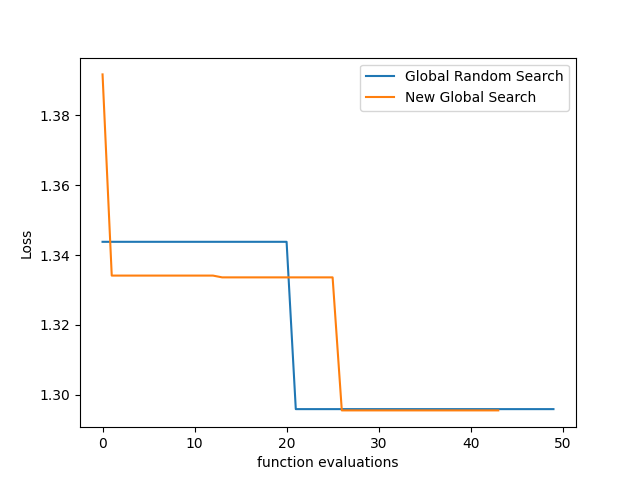 Global Random Search
New Global Search
1.38
1.36
1.34
1.32
1.30
Loss
0 10 20 30 40 50
function evaluations